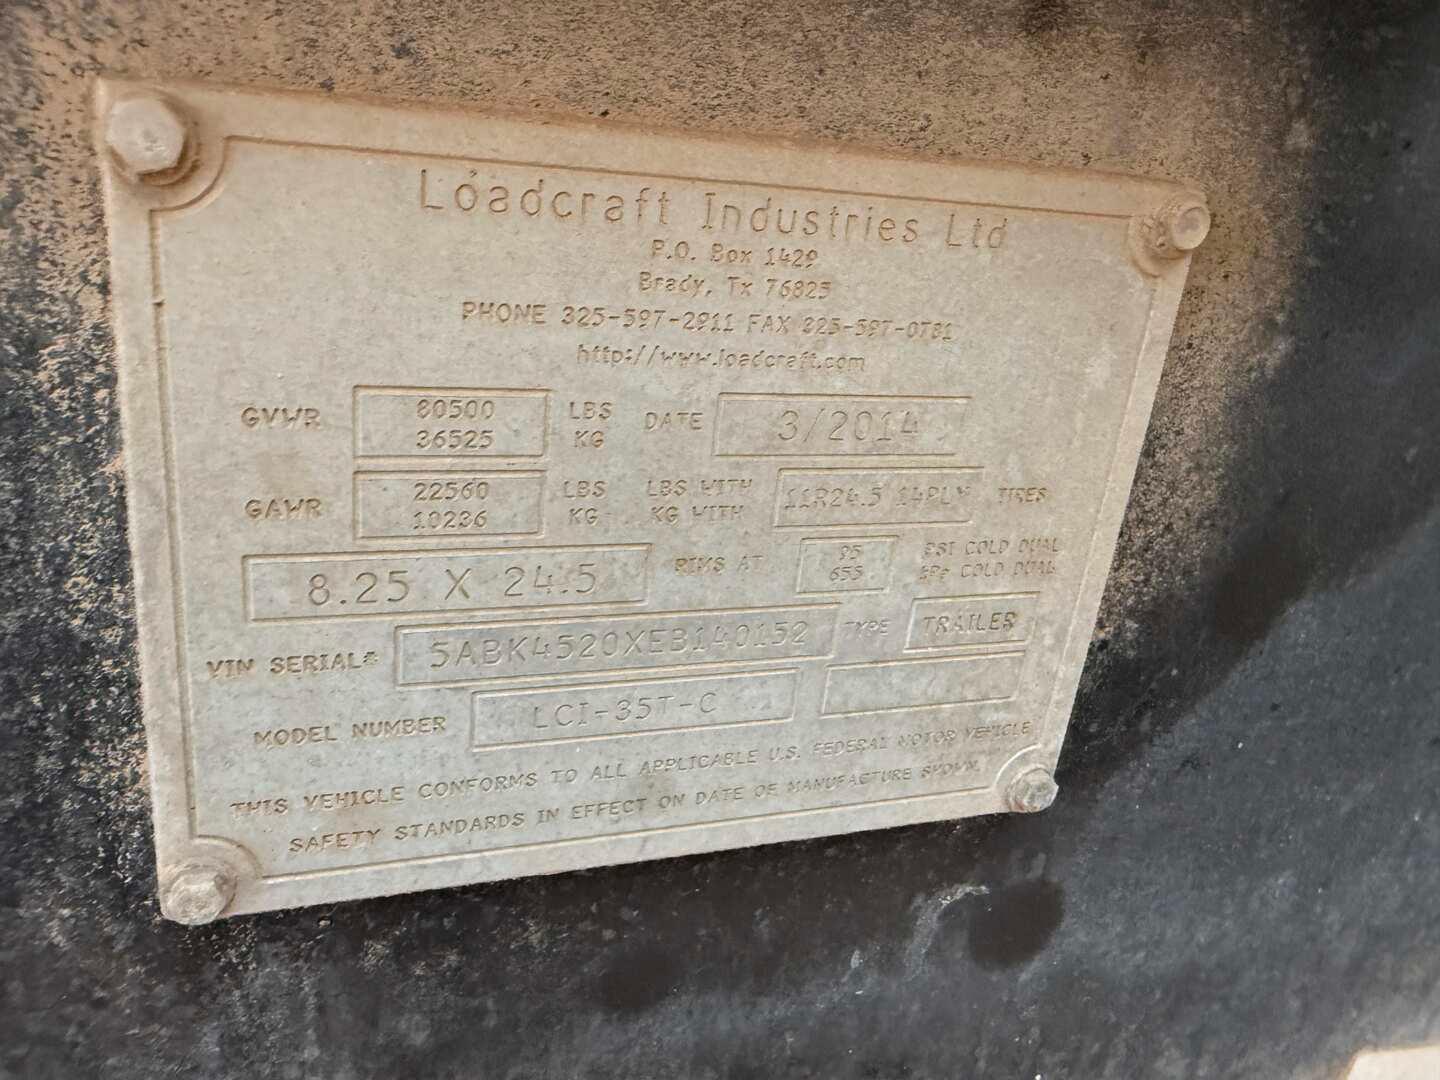 Loadcraft Industries Ltd
P.O. Box 1429
Brady, Tx 76825
PHONE 325-597-2911 FAX 325-597-0781
http://www.loadcraft.com
GVWR 80500 LBS DATE 3/2014
36525 KG
GAWR 22560 LBS LBS WITH 11R24.5 14PLY TIRES
10236 KG KG WITH
8.25 X 24.5 RIMS AT 95 PSI COLD DUAL
655 kPa COLD DUAL
VIN SERIAL# 5ABK4520XEB140152 TYPE TRAILER
MODEL NUMBER LCI-35T-C
THIS VEHICLE CONFORMS TO ALL APPLICABLE U.S. FEDERAL MOTOR VEHICLE
SAFETY STANDARDS IN EFFECT ON DATE OF MANUFACTURE SHOWN.